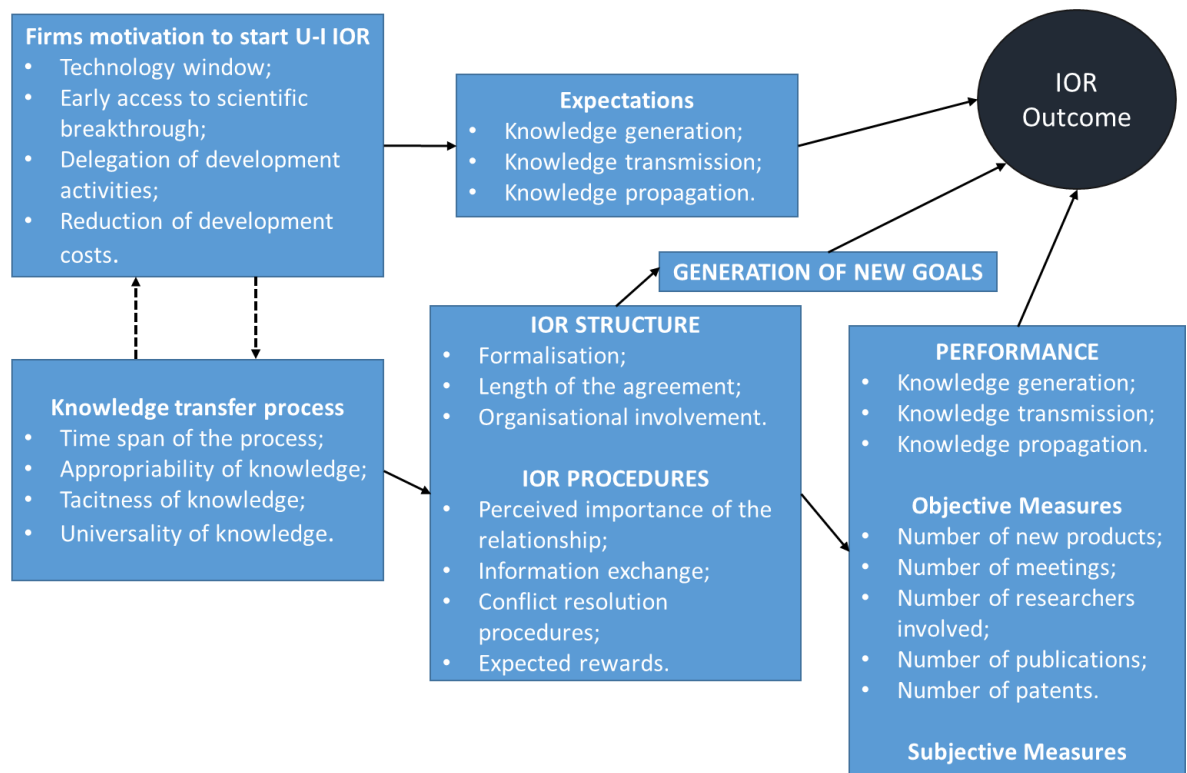 Firms motivation to start U-I IOR
• Technology window;
• Early access to scientific
breakthrough;
• Delegation of development
activities;
• Reduction of development
costs.
Expectations
• Knowledge generation;
• Knowledge transmission;
• Knowledge propagation.
IOR
Outcome
GENERATION OF NEW GOALS
Knowledge transfer process
• Time span of the process;
• Appropriability of knowledge;
• Tacitness of knowledge;
• Universality of knowledge.
IOR STRUCTURE
• Formalisation;
• Length of the agreement;
• Organisational involvement.
IOR PROCEDURES
• Perceived importance of the
relationship;
• Information exchange;
• Conflict resolution
procedures;
• Expected rewards.
PERFORMANCE
• Knowledge generation;
• Knowledge transmission;
• Knowledge propagation.
Objective Measures
• Number of new products;
• Number of meetings;
• Number of researchers
involved;
• Number of publications;
• Number of patents.
Subjective Measures